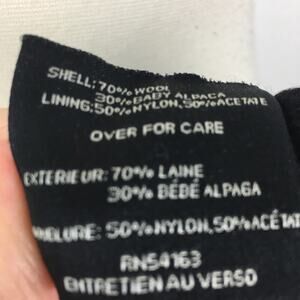 SHELL: 70% WOOL
30% BABY ALPACA
LINING: 50% NYLON, 50% ACETATE
OVER FOR CARE
EXTERIEUR: 70% LAINE
30% BÉBÉ ALPAGA
50% NYLON, 50% ACÉTAT
RN54163
ENTRETIEN AU VERSO